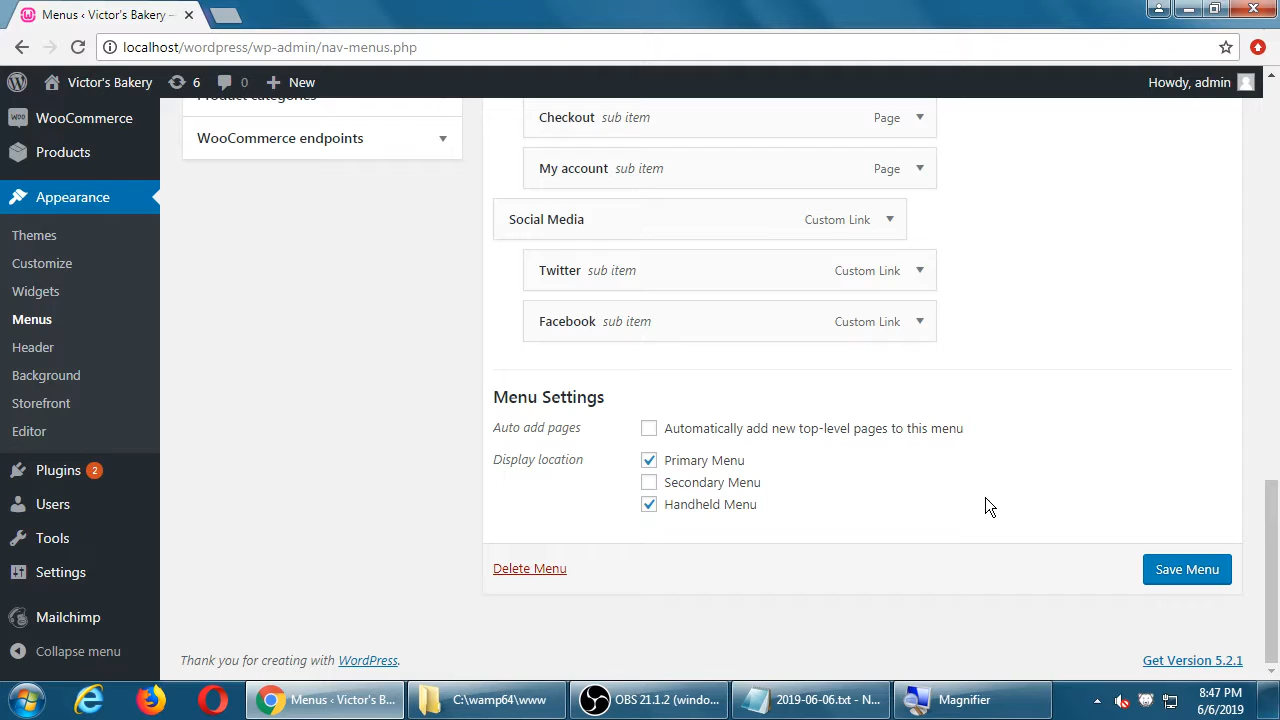 Menus ‹ Victor's Bakery –
localhost/wordpress/wp-admin/nav-menus.php
Victor's Bakery 6 0 New Howdy, admin
WooCommerce
Products
Appearance
Themes
Customize
Widgets
Menus
Header
Background
Storefront
Editor
Plugins 2
Users
Tools
Settings
Mailchimp
Collapse menu
Product categories
WooCommerce endpoints
Checkout sub item Page
My account sub item Page
Social Media Custom Link
Twitter sub item Custom Link
Facebook sub item Custom Link
Menu Settings
Auto add pages Automatically add new top-level pages to this menu
Display location Primary Menu
Secondary Menu
Handheld Menu
Delete Menu Save Menu
Thank you for creating with WordPress. Get Version 5.2.1
Menus ‹ Victor's B... C:\wamp64\www OBS 21.1.2 (windo... 2019-06-06.txt - N... Magnifier 8:47 PM
6/6/2019